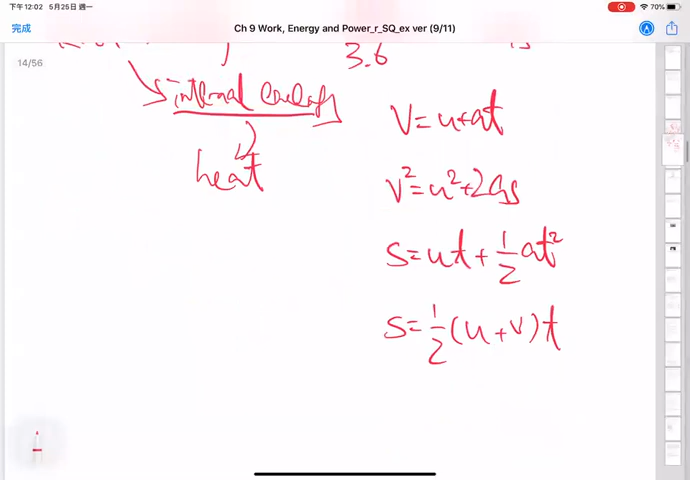 下午 12:02 5月25日 週一
70%
完成
Ch 9 Work, Energy and Power_r_SQ_ex ver (9/11)
14/56
3.6
internal energy
heat
v=u+at
v²=u²+2as
s=ut+½at²
s=½(u+v)t